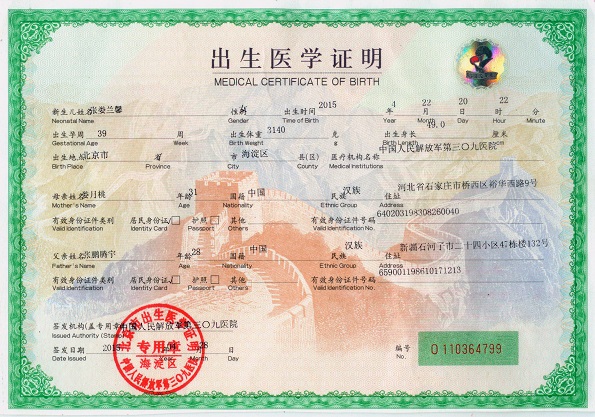 出生医学证明
MEDICAL CERTIFICATE OF BIRTH
新生儿姓名 张婺兰馨 性别 女 出生时间 2015 年 4 月 22 日 20 时 22 分
Neonatal Name Gender Time of Birth Year Month Day Hour Minute
出生孕周 39 周 出生体重 3140 克 出生身长 49.0 厘米
Gestational Age Week Birth Weight g Birth Length cm
出生地点 北京市 省 市 海淀区 县(区) 医疗机构名称 中国人民解放军第三〇九医院
Birth Place Province City County Medical Institutions
母亲姓名 娄月桃 年龄 31 国籍 中国 民族 汉族 住址 河北省石家庄市桥西区裕华西路9号
Mother's Name Age Nationality Ethnic Group Address
640203198308260040
有效身份证件类别 居民身份证 护照 其他 有效身份证件号码
Valid Identification Identity Card Passport Others Valid Identification No.
父亲姓名 张鹏腾宇 年龄 28 国籍 中国 民族 汉族 住址 新疆石河子市二十四小区47栋楼132号
Father's Name Age Nationality Ethnic Group Address
659001198610171213
有效身份证件类别 居民身份证 护照 其他 有效身份证件号码
Valid Identification Identity Card Passport Others Valid Identification No.
签发机构(盖专用章) 中国人民解放军第三〇九医院
Issued Authority
签发日期 2015 28 日
Date Issued Year Month Day
北京市出生医学证明
专用章
海淀区
中国人民解放军第三〇九医院
编号 O 110364799
No.